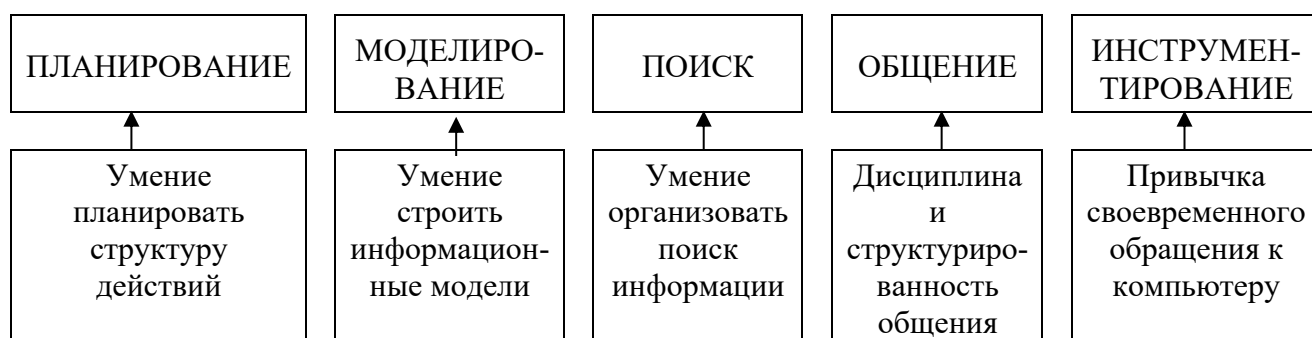 ПЛАНИРОВАНИЕ
МОДЕЛИРО-
ВАНИЕ
ПОИСК
ОБЩЕНИЕ
ИНСТРУМЕН-
ТИРОВАНИЕ
Умение
планировать
структуру
действий
Умение
строить
информацион-
ные модели
Умение
организовать
поиск
информации
Дисциплина
и
структуриро-
ванность
общения
Привычка
своевременного
обращения к
компьютеру